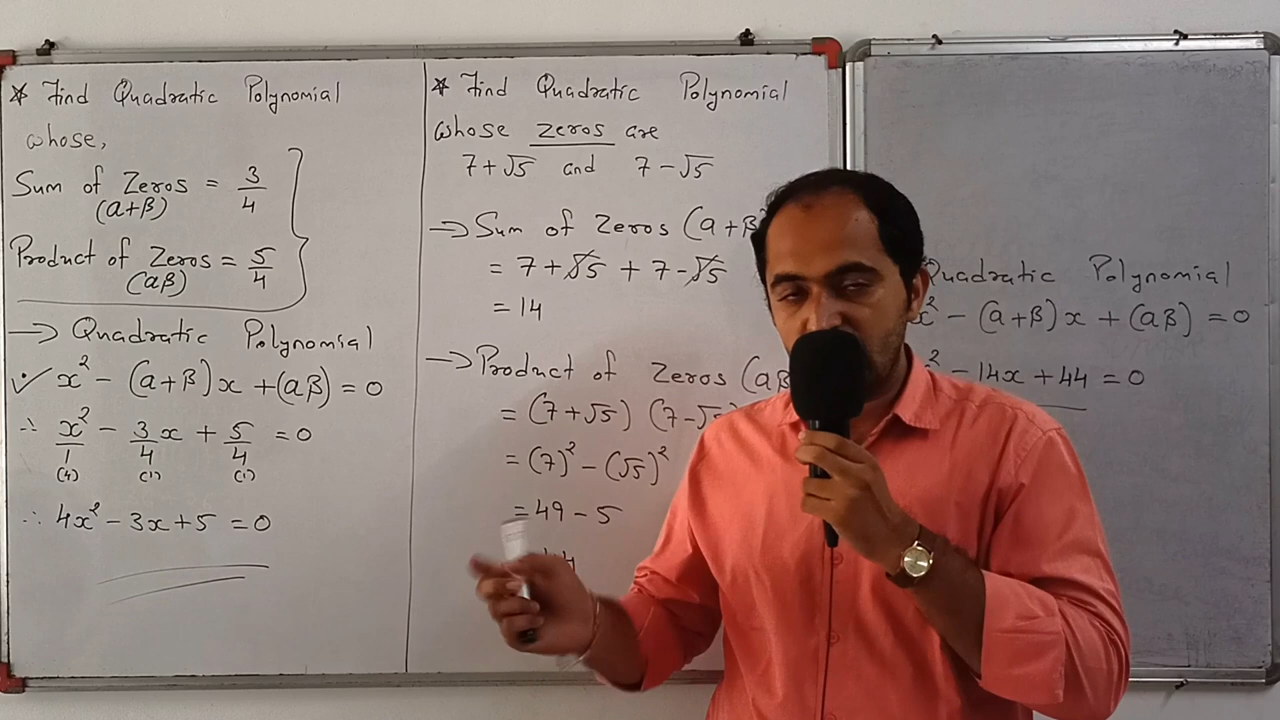 * Find Quadratic Polynomial
whose,
Sum of Zeros = 3/4
(α+β)
Product of Zeros = 5/4
(αβ)
→ Quadratic Polynomial
✓ x² - (α+β)x + (αβ) = 0
∴ x²/1 - 3/4 x + 5/4 = 0
(4) (1) (1)
∴ 4x² - 3x + 5 = 0
* Find Quadratic Polynomial
whose zeros are
7+√5 and 7-√5
→ Sum of Zeros (α+β
= 7+√5 + 7-√5
= 14
→ Product of Zeros (αβ
= (7+√5) (7-√5)
= (7)² - (√5)²
= 49 - 5
Quadratic Polynomial
x² - (α+β)x + (αβ) = 0
² - 14x + 44 = 0